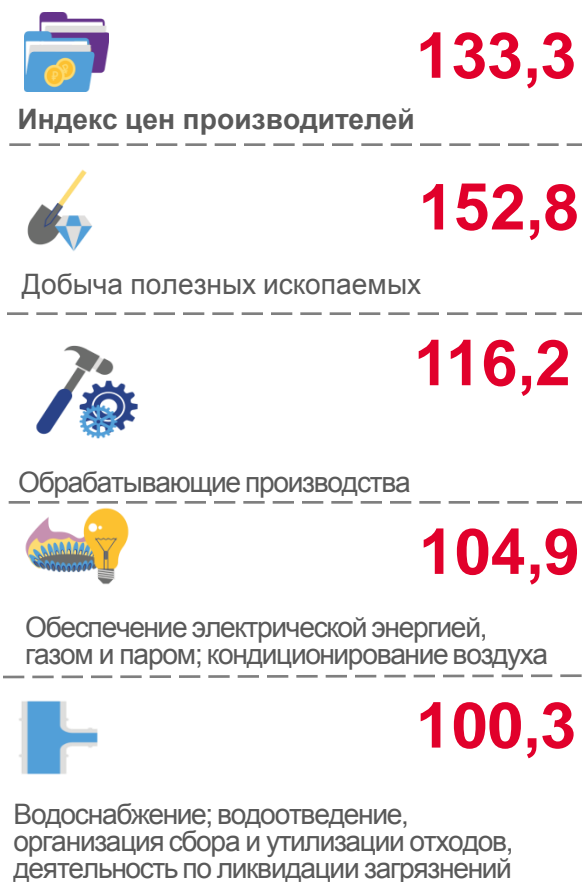 133,3
Индекс цен производителей
152,8
Добыча полезных ископаемых
116,2
Обрабатывающие производства
104,9
Обеспечение электрической энергией,
газом и паром; кондиционирование воздуха
100,3
Водоснабжение; водоотведение,
организация сбора и утилизации отходов,
деятельность по ликвидации загрязнений